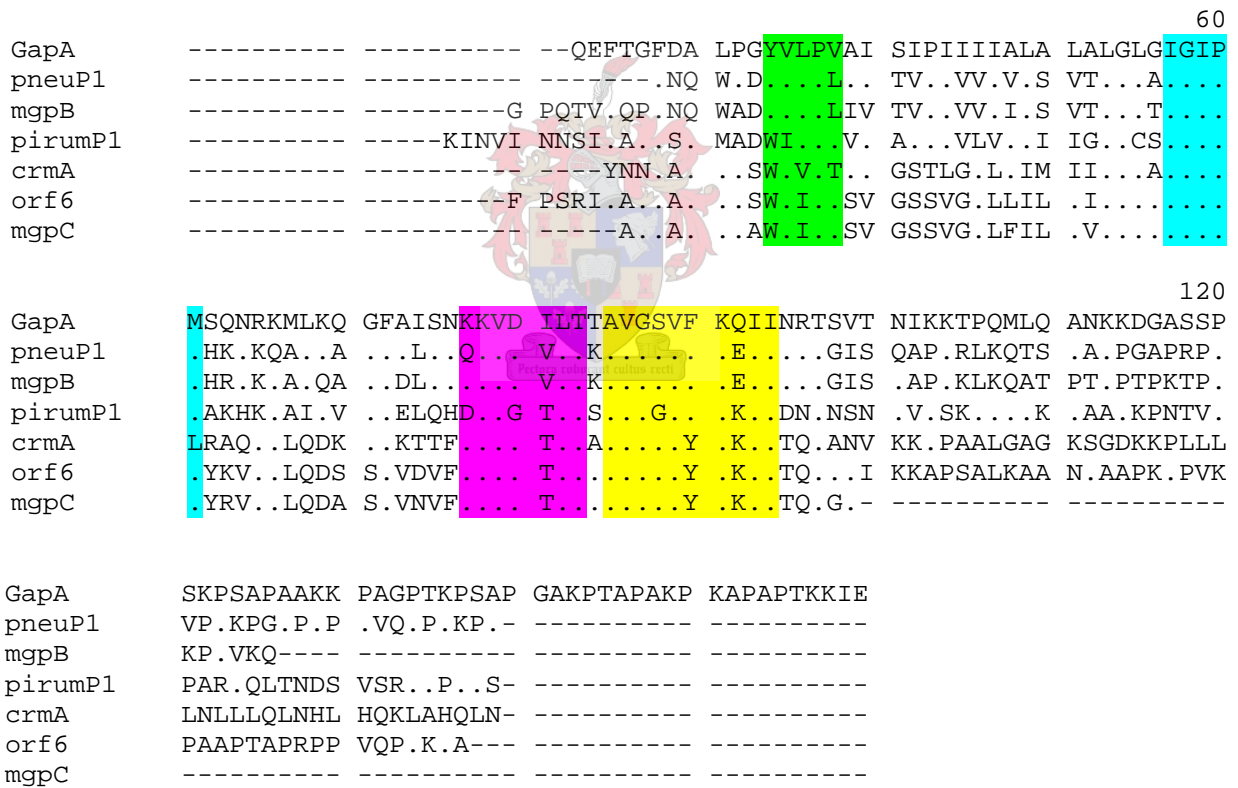 60
GapA ---------- ---------- --QEFTGFDA LPGYVLPVAI SIPIIIIALA LALGLGIGIP
pneuP1 ---------- ---------- -------.NQ W.D....L.. TV..VV.V.S VT...A....
mgpB ---------- ---------G PQTV.QP.NQ WAD....LIV TV..VV.I.S VT...T....
pirumP1 ---------- -----KINVI NNSI.A..S. MADWI...V. A...VLV..I IG..CS....
crmA ---------- ---------- ----YNN.A. ..SW.V.T.. GSTLG.L.IM II...A....
orf6 ---------- ---------F PSRI.A..A. ..SW.I..SV GSSVG.LLIL .I........
mgpC ---------- ---------- -----A..A. ..AW.I..SV GSSVG.LFIL .V........
120
GapA MSQNRKMLKQ GFAISNKKVD ILTTAVGSVF KQIINRTSVT NIKKTPQMLQ ANKKDGASSP
pneuP1 .HK.KQA..A ...L..Q... V..K...... .E.....GIS QAP.RLKQTS .A.PGAPRP.
mgpB .HR.K.A.QA ..DL...... V..K...... .E.....GIS .AP.KLKQAT PT.PTPKTP.
pirumP1 .AKHK.AI.V ..ELQHD..G T..S...G.. .K..DN.NSN .V.SK....K .AA.KPNTV.
crmA LRAQ..LQDK ..KTTF.... T..A.....Y .K..TQ.ANV KK.PAALGAG KSGDKKPLLL
orf6 .YKV..LQDS S.VDVF.... T........Y .K..TQ...I KKAPSALKAA N.AAPK.PVK
mgpC .YRV..LQDA S.VNVF.... T........Y .K..TQ.G.- ---------- ----------
Pectora roborant cultus recti
GapA SKPSAPAAKK PAGPTKPSAP GAKPTAPAKP KAPAPTKKIE
pneuP1 VP.KPG.P.P .VQ.P.KP.- ---------- ----------
mgpB KP.VKQ---- ---------- ---------- ----------
pirumP1 PAR.QLTNDS VSR..P..S- ---------- ----------
crmA LNLLLQLNHL HQKLAHQLN- ---------- ----------
orf6 PAAPTAPRPP VQP.K.A--- ---------- ----------
mgpC ---------- ---------- ---------- ----------